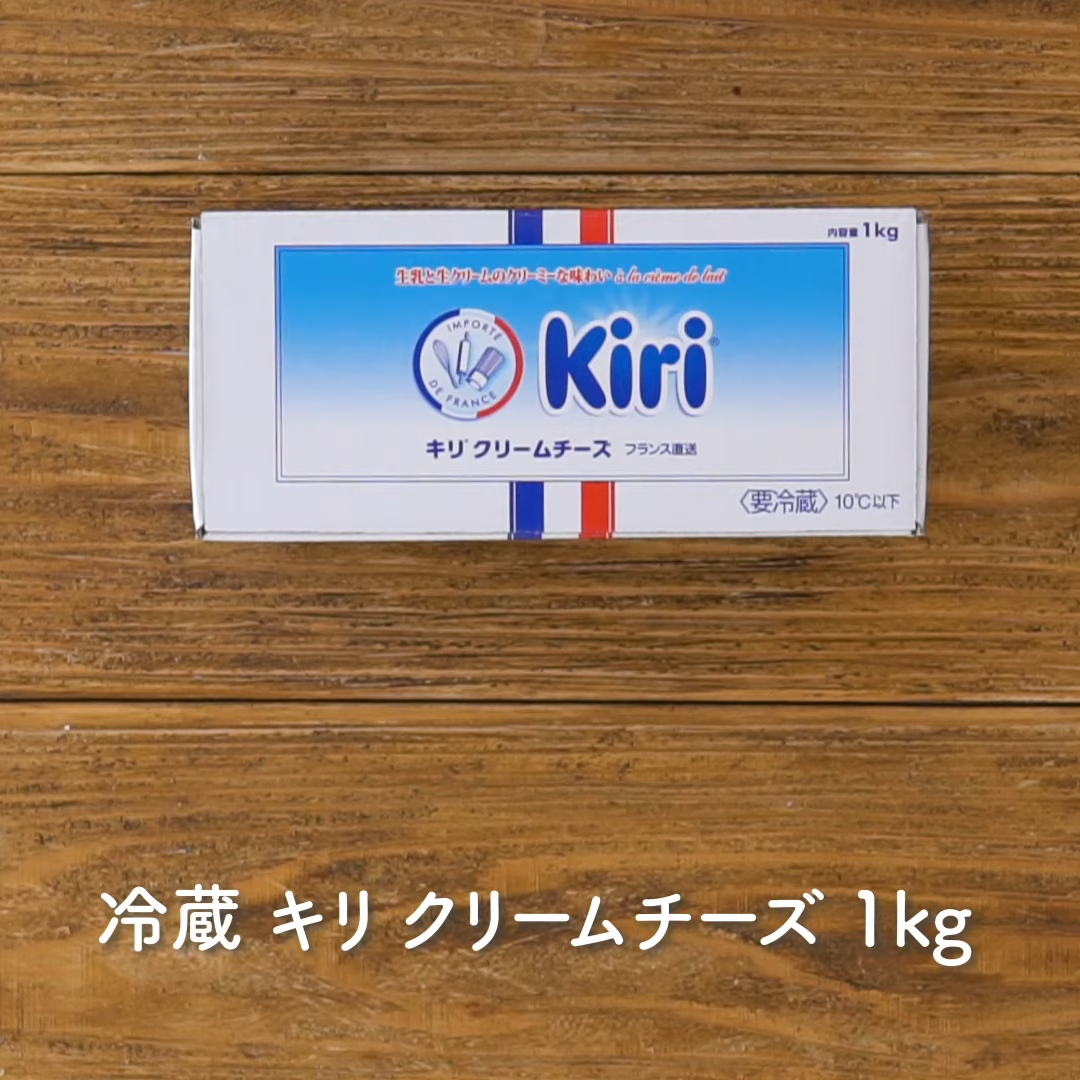 内容量 1kg
生乳と生クリームのクリーミーな味わい à la crème de lait
IMPORTÉ
DE FRANCE
Kiri®
キリ® クリームチーズ フランス直送
〈要冷蔵〉10℃以下
冷蔵 キリ クリームチーズ 1kg